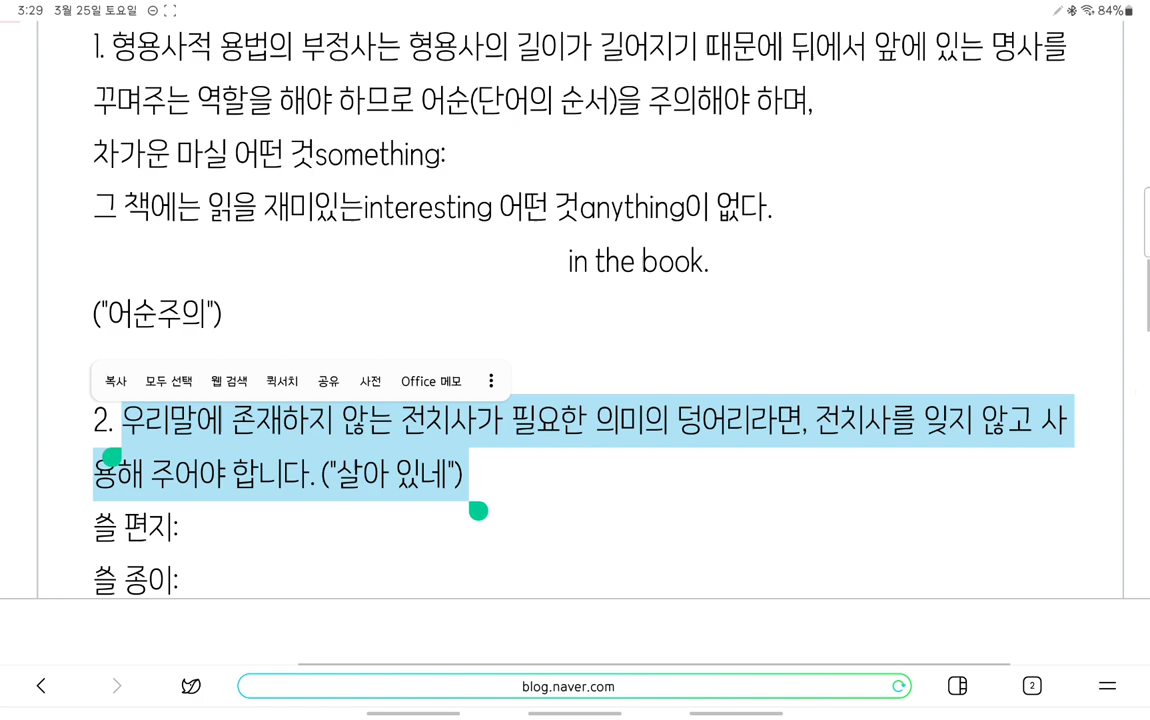 3:29 3월 25일 토요일 84%
1. 형용사적 용법의 부정사는 형용사의 길이가 길어지기 때문에 뒤에서 앞에 있는 명사를
꾸며주는 역할을 해야 하므로 어순(단어의 순서)을 주의해야 하며,
차가운 마실 어떤 것something:
그 책에는 읽을 재미있는interesting 어떤 것anything이 없다.
in the book.
("어순주의")
복사 모두 선택 웹 검색 퀵서치 공유 사전 Office 메모
2. 우리말에 존재하지 않는 전치사가 필요한 의미의 덩어리라면, 전치사를 잊지 않고 사
용해 주어야 합니다. ("살아 있네")
쓸 편지:
쓸 종이:
blog.naver.com 2